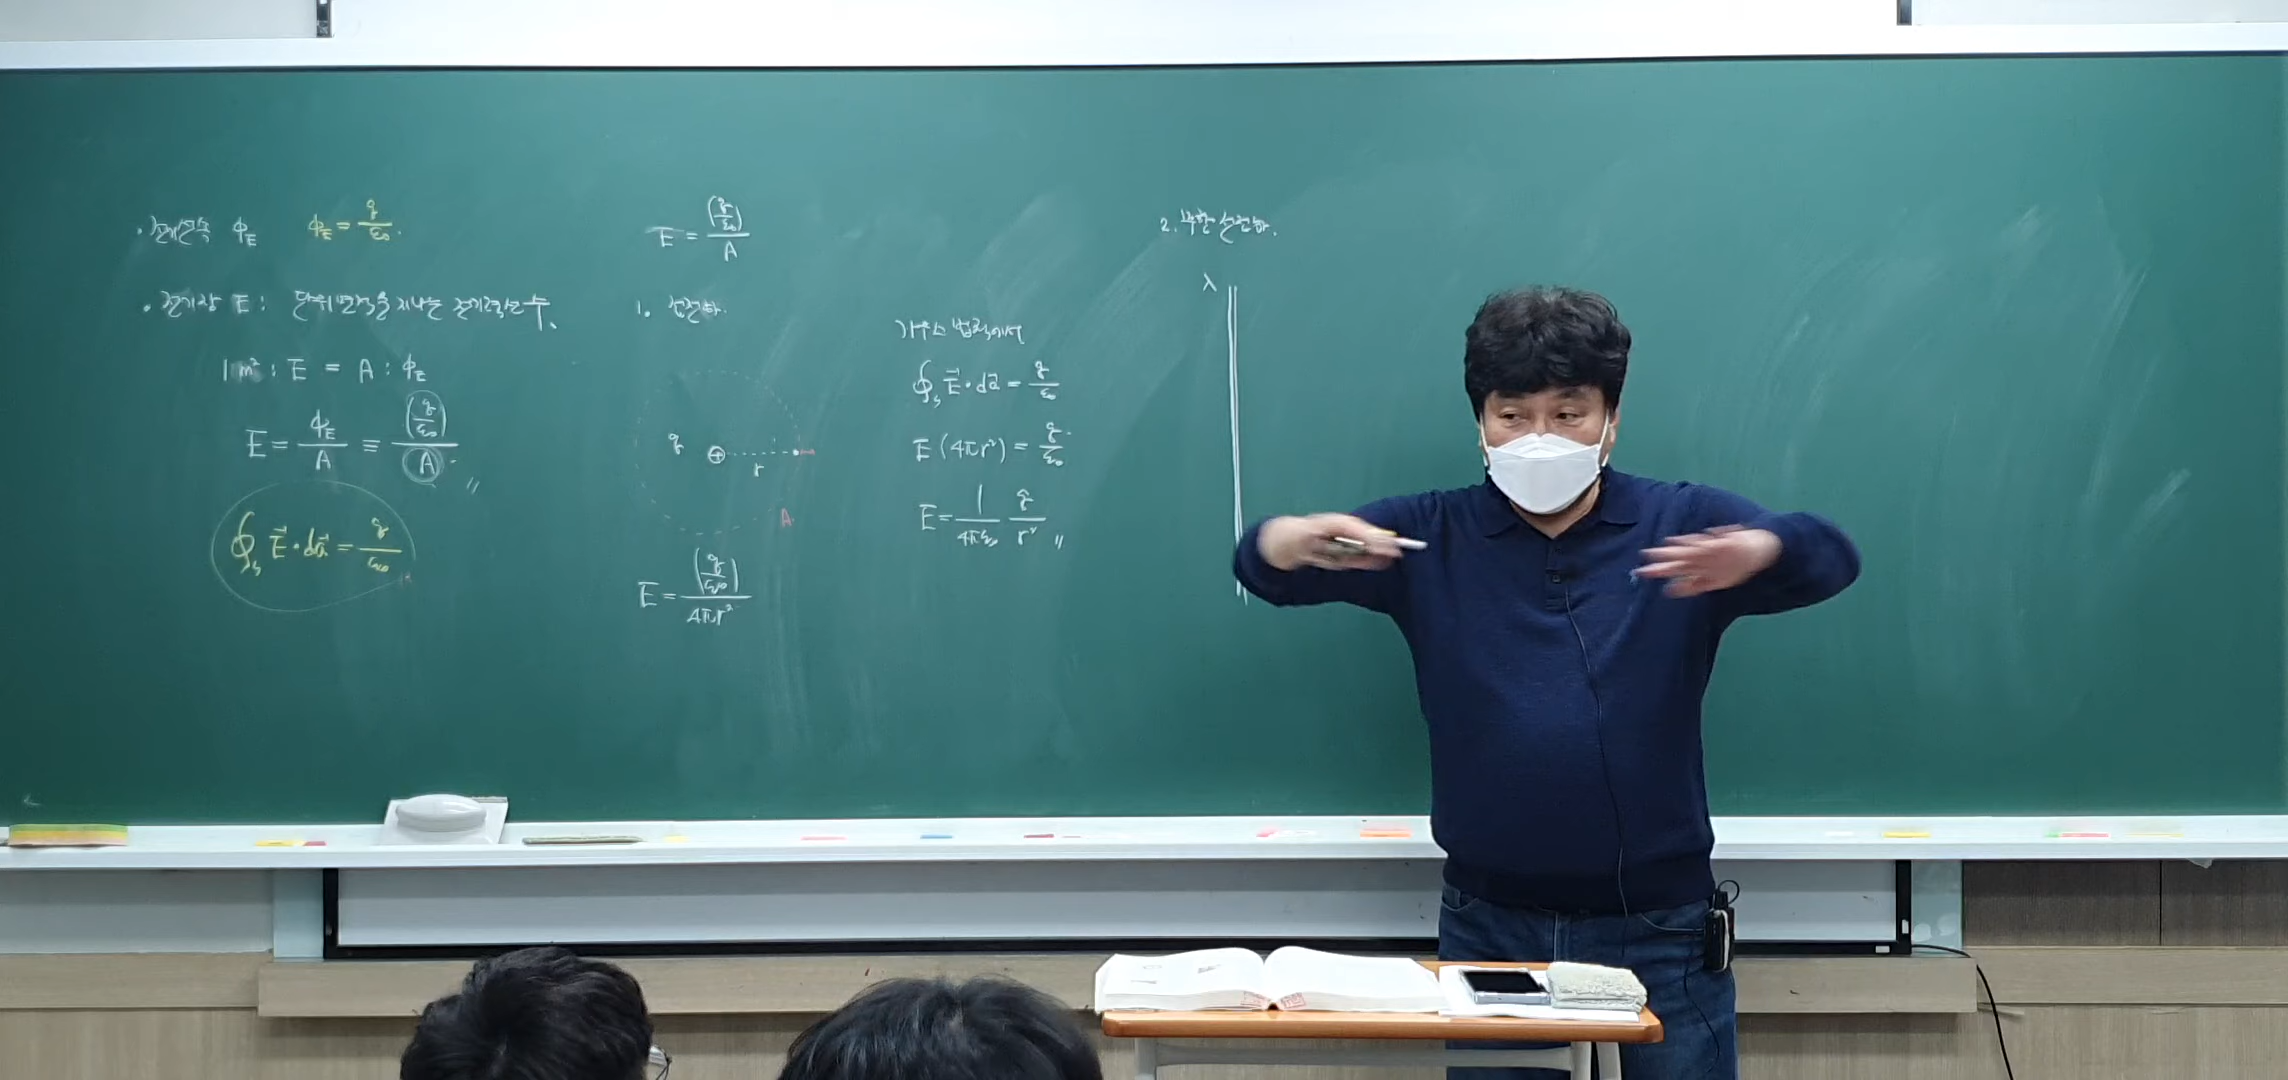 · 전기선속 ϕ_E   ϕ_E = q/ε₀.
· 전기장 E : 단위면적을 지나는 전기력선 수.
1 m² : E = A : ϕ_E
E = ϕ_E/A ≡ (q/ε₀)/A · //
∮_s E⃗·da⃗ = q/ε₀
E = (q/ε₀)/A
1. 점전하.
q ⊕ r
A
E = (q/ε₀)/4πr²
가우스 법칙에서
∮_s E⃗·da⃗ = q/ε₀
E (4πr²) = q/ε₀
E = 1/4πε₀ q/r² //
2. 무한 선전하.
λ